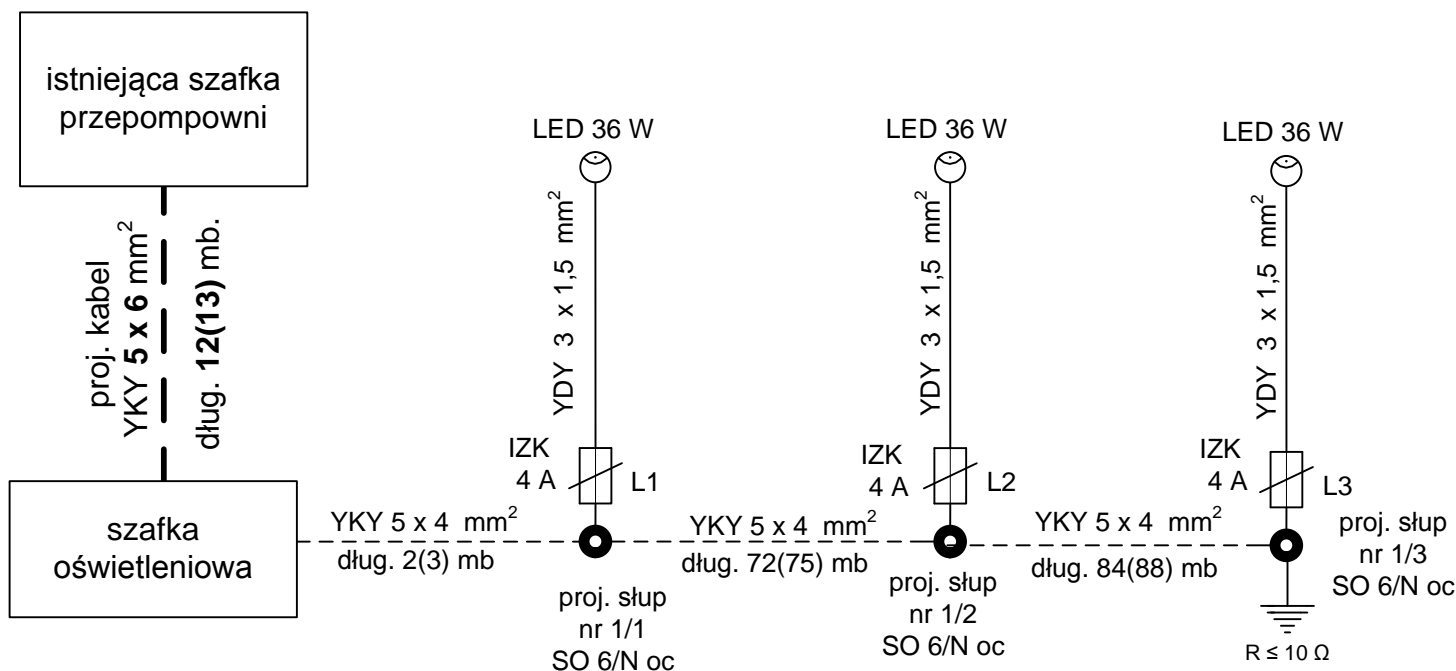 istniejąca szafka
przepompowni
proj. kabel
YKY 5 x 6 mm²
dług. 12(13) mb.
szafka
oświetleniowa
YKY 5 x 4 mm²
dług. 2(3) mb
LED 36 W
YDY 3 x 1,5 mm²
IZK
4 A
L1
proj. słup
nr 1/1
SO 6/N oc
YKY 5 x 4 mm²
dług. 72(75) mb
LED 36 W
YDY 3 x 1,5 mm²
IZK
4 A
L2
proj. słup
nr 1/2
SO 6/N oc
YKY 5 x 4 mm²
dług. 84(88) mb
LED 36 W
YDY 3 x 1,5 mm²
IZK
4 A
L3
proj. słup
nr 1/3
SO 6/N oc
R ≤ 10 Ω